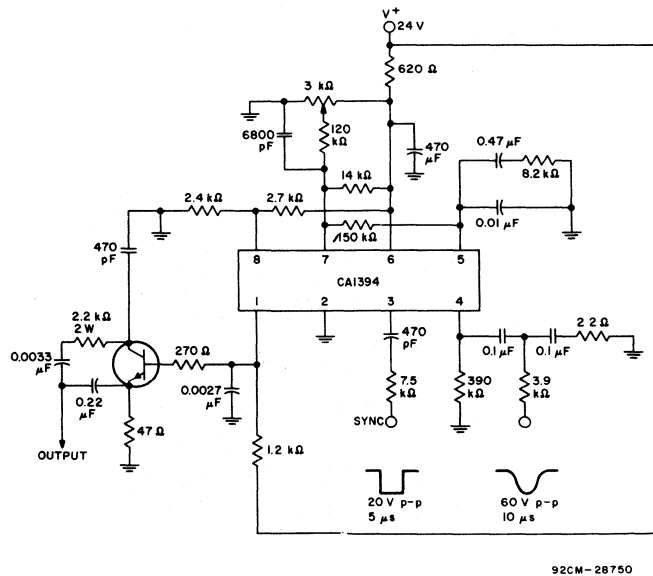 V+
24 V
620 Ω
3 kΩ
6800
pF
120
kΩ
470
μF
0.47 μF
8.2 kΩ
14 kΩ
2.4 kΩ
2.7 kΩ
150 kΩ
0.01 μF
470
pF
8 7 6 5
CA1394
1 2 3 4
2.2 kΩ
2 W
0.0033
μF
270 Ω
0.0027
μF
0.22
μF
470
pF
0.1 μF
0.1 μF
2 2 Ω
7.5
kΩ
390
kΩ
3.9
kΩ
47 Ω
SYNC
OUTPUT
1.2 kΩ
20 V p-p
5 μs
60 V p-p
10 μs
92CM-28750